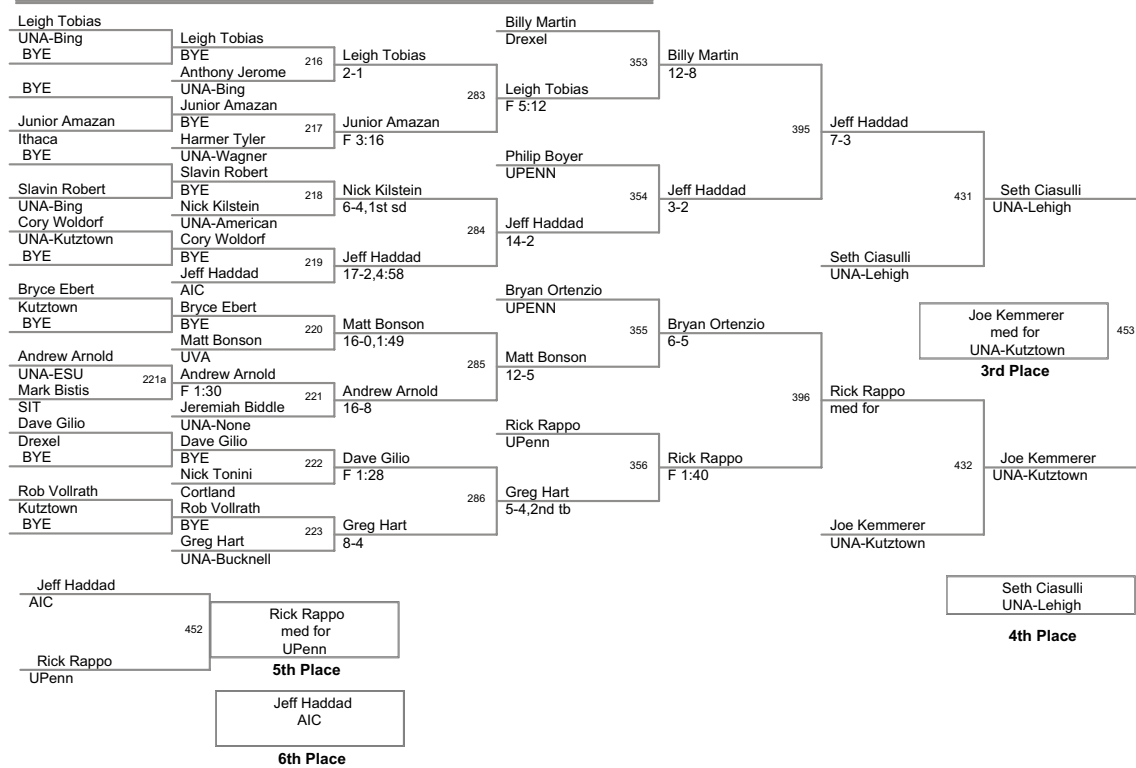 Leigh Tobias
UNA-Bing
BYE
BYE
Junior Amazan
Ithaca
BYE
Slavin Robert
UNA-Bing
Cory Woldorf
UNA-Kutztown
BYE
Bryce Ebert
Kutztown
BYE
Andrew Arnold
UNA-ESU
221a
Mark Bistis
SIT
Dave Gilio
Drexel
BYE
Rob Vollrath
Kutztown
BYE
Leigh Tobias
BYE
216
Anthony Jerome
UNA-Bing
Junior Amazan
BYE
217
Harmer Tyler
UNA-Wagner
Slavin Robert
BYE
218
Nick Kilstein
UNA-American
Cory Woldorf
BYE
219
Jeff Haddad
AIC
Bryce Ebert
BYE
220
Matt Bonson
UVA
Andrew Arnold
F 1:30
221
Jeremiah Biddle
UNA-None
Dave Gilio
BYE
222
Nick Tonini
Cortland
Rob Vollrath
BYE
223
Greg Hart
UNA-Bucknell
Leigh Tobias
2-1
283
Junior Amazan
F 3:16
Nick Kilstein
6-4,1st sd
284
Jeff Haddad
17-2,4:58
Matt Bonson
16-0,1:49
285
Andrew Arnold
16-8
Dave Gilio
F 1:28
286
Greg Hart
8-4
Billy Martin
Drexel
353
Leigh Tobias
F 5:12
Philip Boyer
UPENN
354
Jeff Haddad
14-2
Bryan Ortenzio
UPENN
355
Matt Bonson
12-5
Rick Rappo
UPenn
356
Greg Hart
5-4,2nd tb
Billy Martin
12-8
395
Jeff Haddad
3-2
Bryan Ortenzio
6-5
396
Rick Rappo
F 1:40
Jeff Haddad
7-3
431
Seth Ciasulli
UNA-Lehigh
Rick Rappo
med for
432
Joe Kemmerer
UNA-Kutztown
Seth Ciasulli
UNA-Lehigh
Joe Kemmerer
med for
UNA-Kutztown
453
3rd Place
Joe Kemmerer
UNA-Kutztown
Seth Ciasulli
UNA-Lehigh
4th Place
Jeff Haddad
AIC
452
Rick Rappo
UPenn
Rick Rappo
med for
UPenn
5th Place
Jeff Haddad
AIC
6th Place